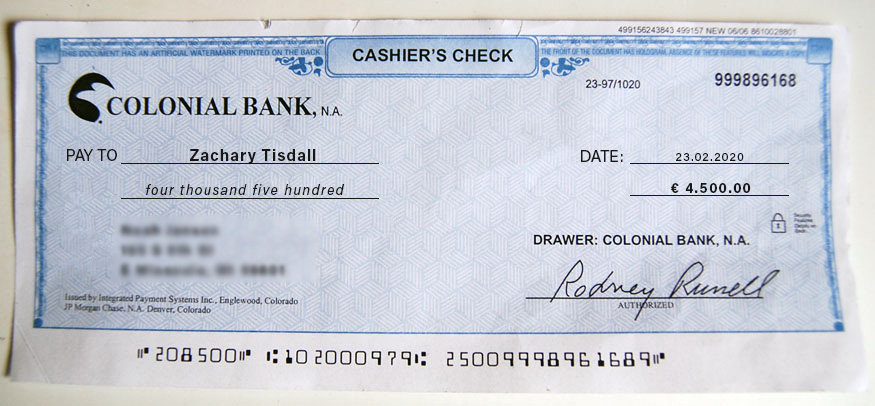 499156243843 499157 NEW 06/06 8610028801
THIS DOCUMENT HAS AN ARTIFICIAL WATERMARK PRINTED ON THE BACK
CASHIER'S CHECK
THE FRONT OF THE DOCUMENT HAS HOLOGRAM. ABSENCE OF THESE FEATURES WILL INDICATE A COPY
23-97/1020
999896168
COLONIAL BANK, N.A.
PAY TO Zachary Tisdall
DATE: 23.02.2020
four thousand five hundred
€ 4.500.00
Security
Features
Details on
Back.
DRAWER: COLONIAL BANK, N.A.
Rodney Runell
AUTHORIZED
Issued by Integrated Payment Systems Inc., Englewood, Colorado
JP Morgan Chase, N.A. Denver, Colorado
⑈208500⑈ ⑆102000979⑆ 25009998961689⑈